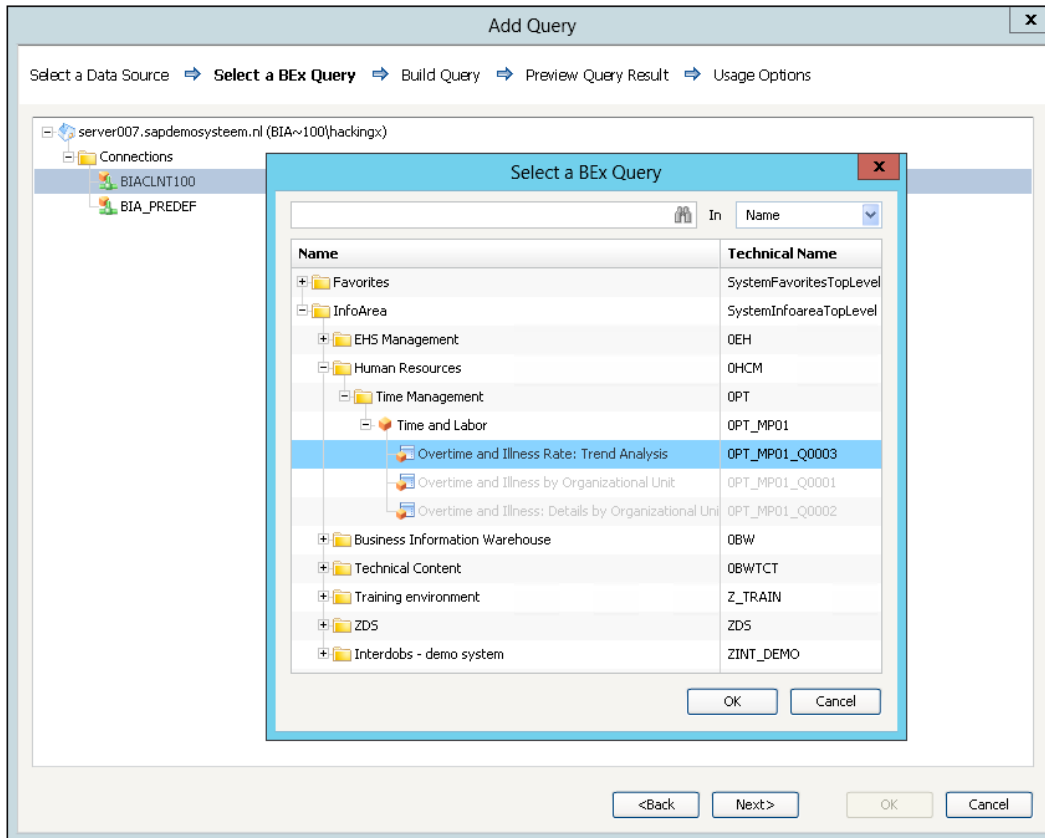 Add Query
x
Select a Data Source ⇒ Select a BEx Query ⇒ Build Query ⇒ Preview Query Result ⇒ Usage Options
server007.sapdemosysteem.nl (BIA~100\hackingx)
Connections
BIACLNT100
BIA_PREDEF
Select a BEx Query
x
In Name
Name Technical Name
Favorites SystemFavoritesTopLevel
InfoArea SystemInfoareaTopLevel
EHS Management 0EH
Human Resources 0HCM
Time Management 0PT
Time and Labor 0PT_MP01
Overtime and Illness Rate: Trend Analysis 0PT_MP01_Q0003
Overtime and Illness by Organizational Unit 0PT_MP01_Q0001
Overtime and Illness: Details by Organizational Uni 0PT_MP01_Q0002
Business Information Warehouse 0BW
Technical Content 0BWTCT
Training environment Z_TRAIN
ZDS ZDS
Interdobs - demo system ZINT_DEMO
OK Cancel
<Back Next> OK Cancel